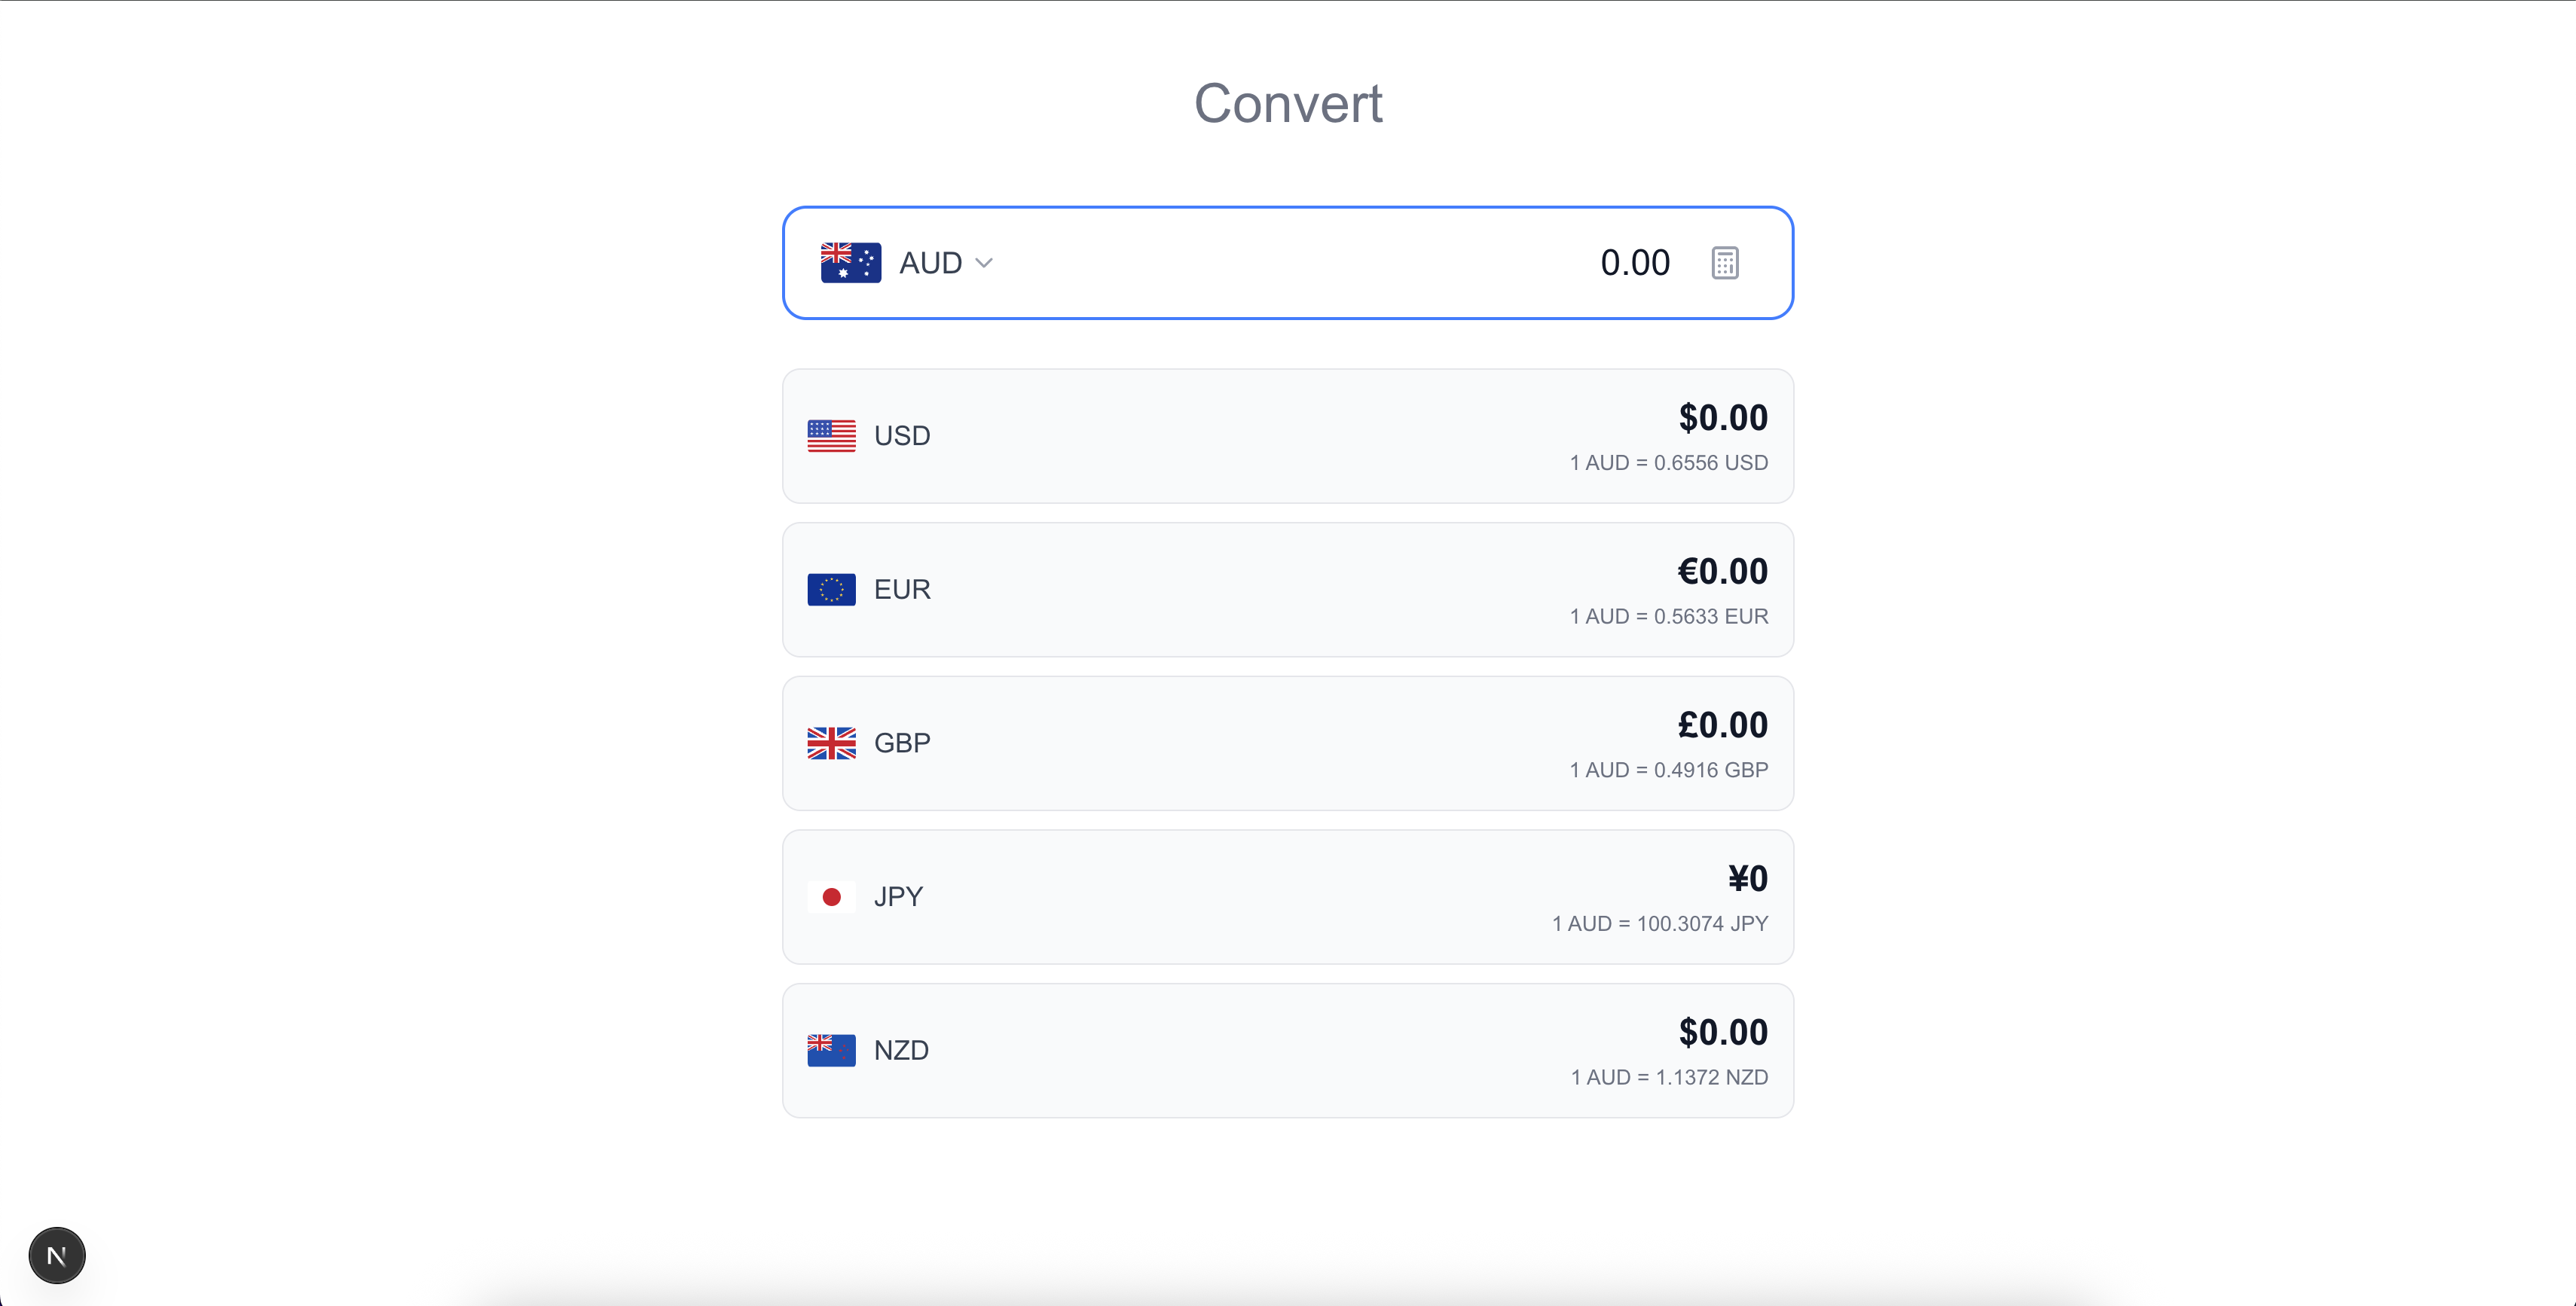 Convert
AUD
0.00
USD
$0.00
1 AUD = 0.6556 USD
EUR
€0.00
1 AUD = 0.5633 EUR
GBP
£0.00
1 AUD = 0.4916 GBP
JPY
¥0
1 AUD = 100.3074 JPY
NZD
$0.00
1 AUD = 1.1372 NZD
N